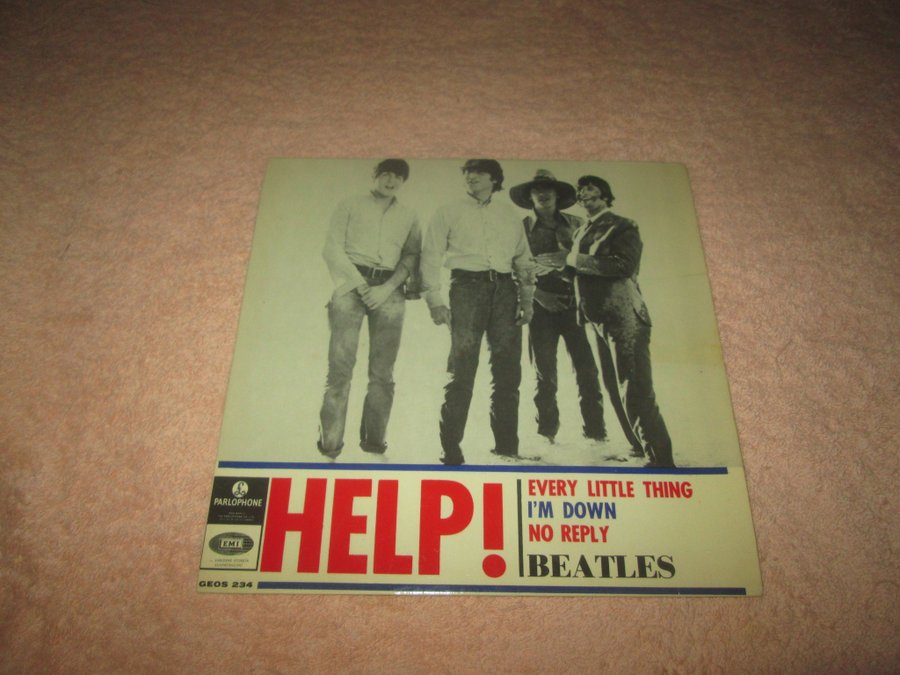 PARLOPHONE
EMI
GEOS 234
HELP!
EVERY LITTLE THING
I'M DOWN
NO REPLY
BEATLES